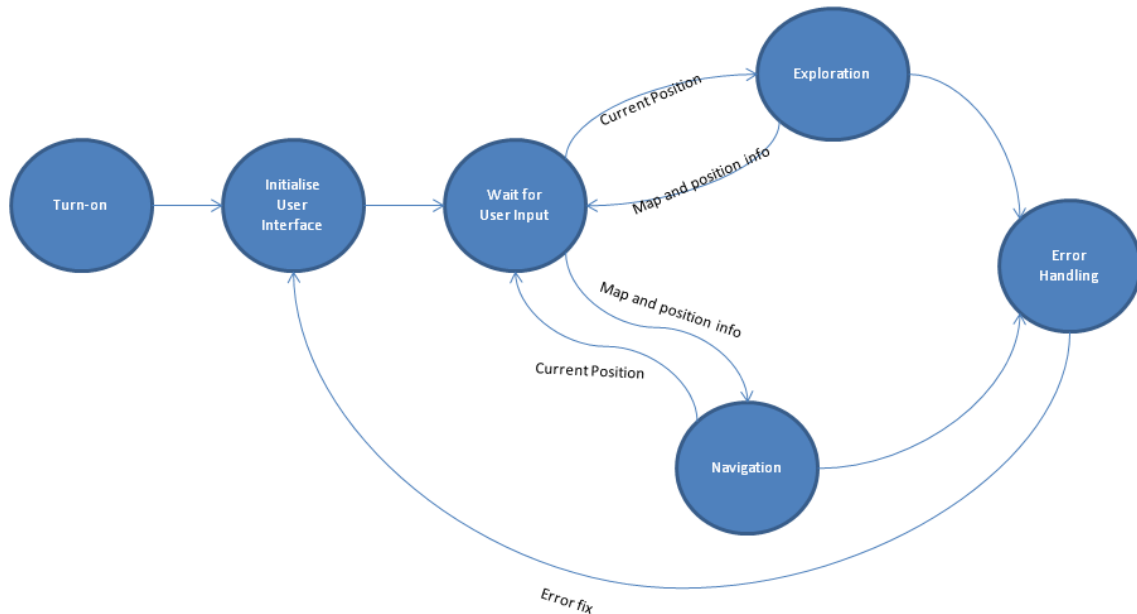 Exploration
Current Position
Map and position info
Turn-on
Initialise
User
Interface
Wait for
User Input
Error
Handling
Map and position info
Current Position
Navigation
Error fix